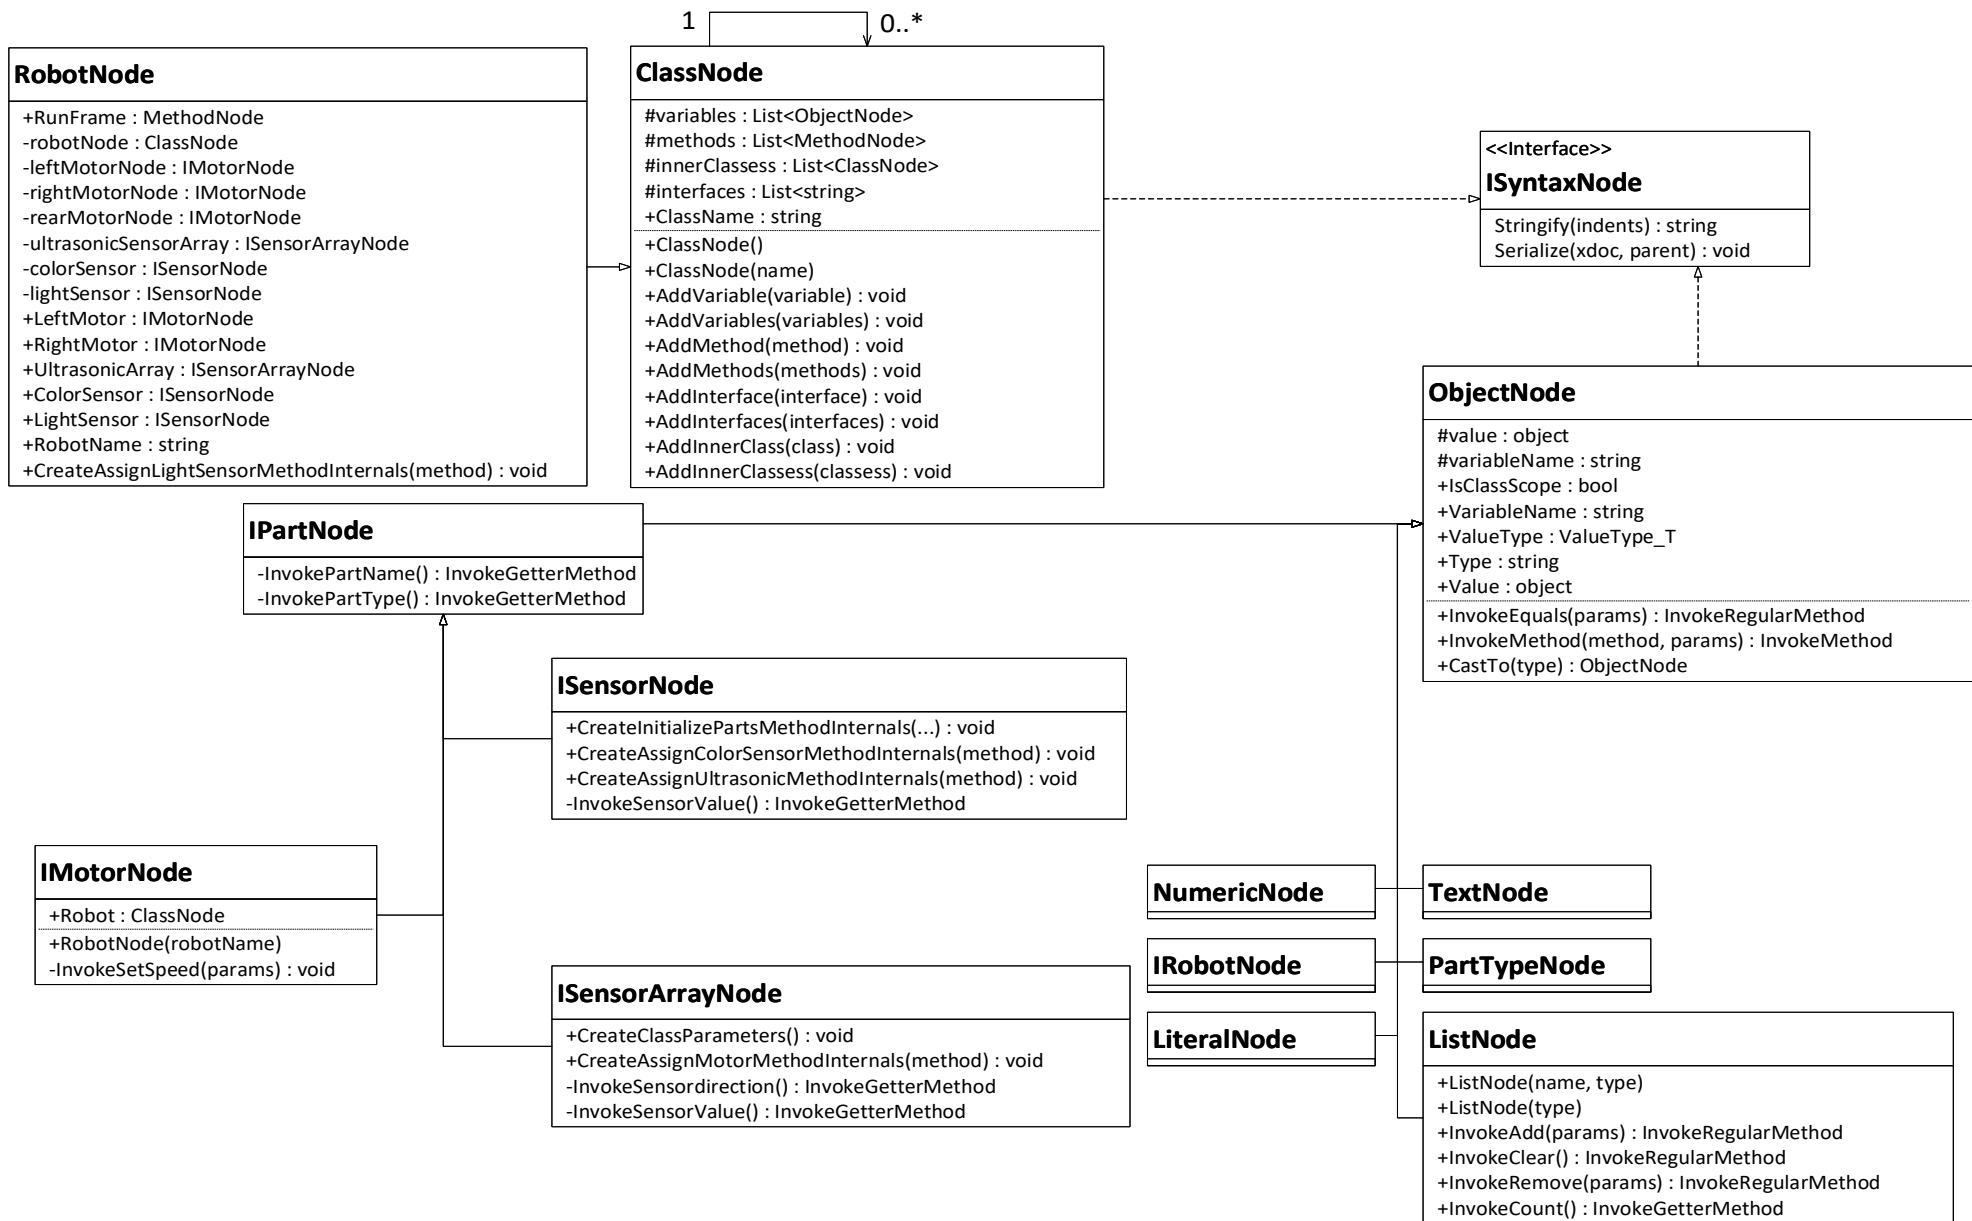 1
0..*
RobotNode
+RunFrame : MethodNode
-robotNode : ClassNode
-leftMotorNode : IMotorNode
-rightMotorNode : IMotorNode
-rearMotorNode : IMotorNode
-ultrasonicSensorArray : ISensorArrayNode
-colorSensor : ISensorNode
-lightSensor : ISensorNode
+LeftMotor : IMotorNode
+RightMotor : IMotorNode
+UltrasonicArray : ISensorArrayNode
+ColorSensor : ISensorNode
+LightSensor : ISensorNode
+RobotName : string
+CreateAssignLightSensorMethodInternals(method) : void
ClassNode
#variables : List<ObjectNode>
#methods : List<MethodNode>
#innerClassess : List<ClassNode>
#interfaces : List<string>
+ClassName : string
+ClassNode()
+ClassNode(name)
+AddVariable(variable) : void
+AddVariables(variables) : void
+AddMethod(method) : void
+AddMethods(methods) : void
+AddInterface(interface) : void
+AddInterfaces(interfaces) : void
+AddInnerClass(class) : void
+AddInnerClassess(classess) : void
<<Interface>>
ISyntaxNode
Stringify(indents) : string
Serialize(xdoc, parent) : void
ObjectNode
#value : object
#variableName : string
+IsClassScope : bool
+VariableName : string
+ValueType : ValueType_T
+Type : string
+Value : object
+InvokeEquals(params) : InvokeRegularMethod
+InvokeMethod(method, params) : InvokeMethod
+CastTo(type) : ObjectNode
IPartNode
-InvokePartName() : InvokeGetterMethod
-InvokePartType() : InvokeGetterMethod
ISensorNode
+CreateInitializePartsMethodInternals(...) : void
+CreateAssignColorSensorMethodInternals(method) : void
+CreateAssignUltrasonicMethodInternals(method) : void
-InvokeSensorValue() : InvokeGetterMethod
IMotorNode
+Robot : ClassNode
+RobotNode(robotName)
-InvokeSetSpeed(params) : void
ISensorArrayNode
+CreateClassParameters() : void
+CreateAssignMotorMethodInternals(method) : void
-InvokeSensordirection() : InvokeGetterMethod
-InvokeSensorValue() : InvokeGetterMethod
NumericNode
TextNode
IRobotNode
PartTypeNode
LiteralNode
ListNode
+ListNode(name, type)
+ListNode(type)
+InvokeAdd(params) : InvokeRegularMethod
+InvokeClear() : InvokeRegularMethod
+InvokeRemove(params) : InvokeRegularMethod
+InvokeCount() : InvokeGetterMethod